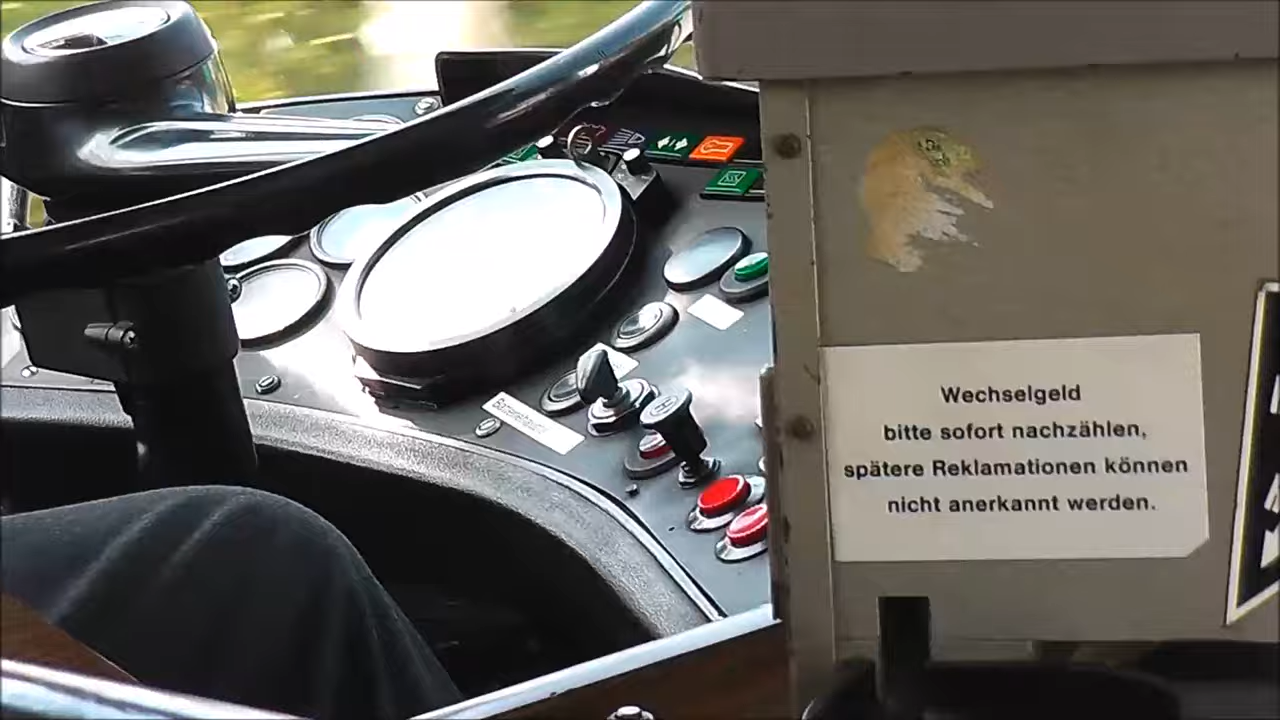 Wechselgeld
bitte sofort nachzählen,
spätere Reklamationen können
nicht anerkannt werden.